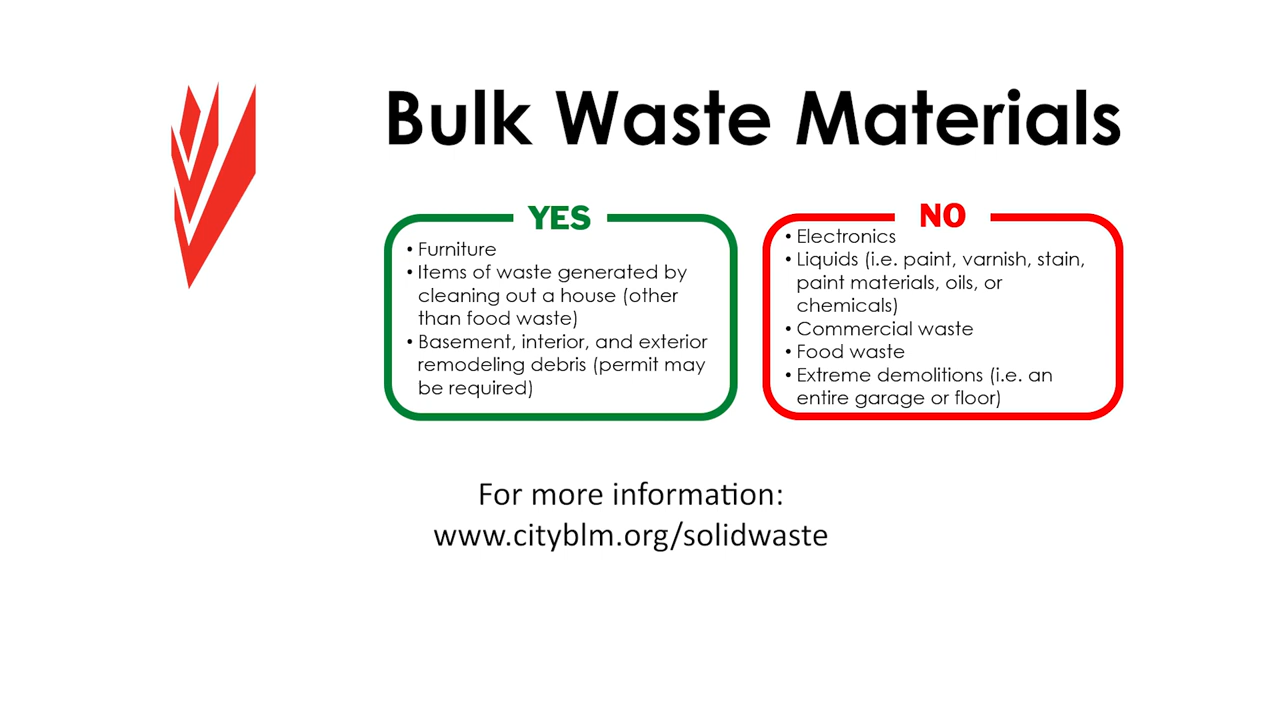 Bulk Waste Materials
YES
• Furniture
• Items of waste generated by
cleaning out a house (other
than food waste)
• Basement, interior, and exterior
remodeling debris (permit may
be required)
NO
• Electronics
• Liquids (i.e. paint, varnish, stain,
paint materials, oils, or
chemicals)
• Commercial waste
• Food waste
• Extreme demolitions (i.e. an
entire garage or floor)
For more information:
www.cityblm.org/solidwaste